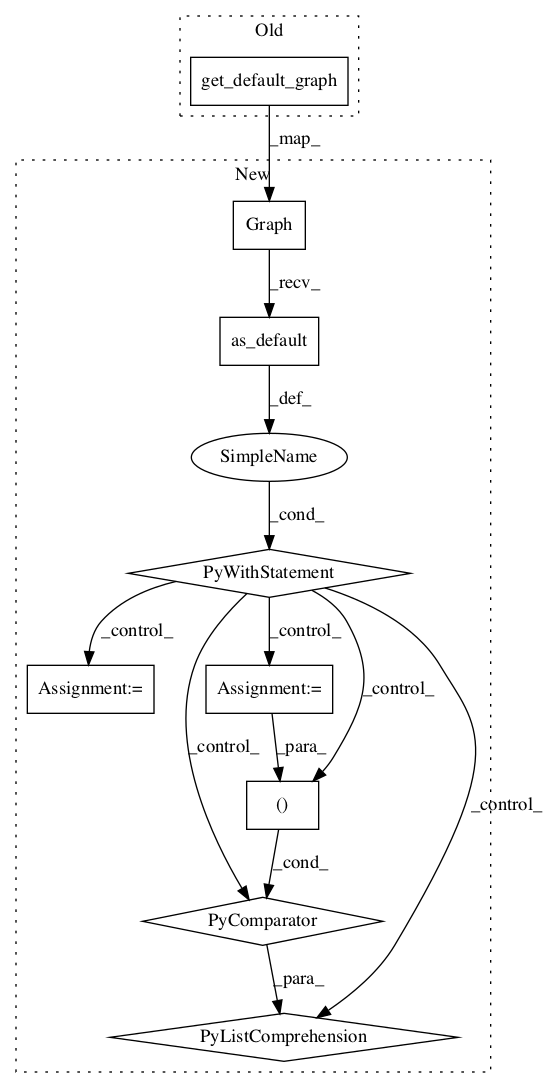 Old
get_default_graph
_map_
New
Graph
_recv_
as_default
_def_
SimpleName
_cond_
PyWithStatement
_control_ _control_
Assignment:= Assignment:= _control_
_control_ _para_
_control_
()
_cond_
PyComparator
_para_
PyListComprehension